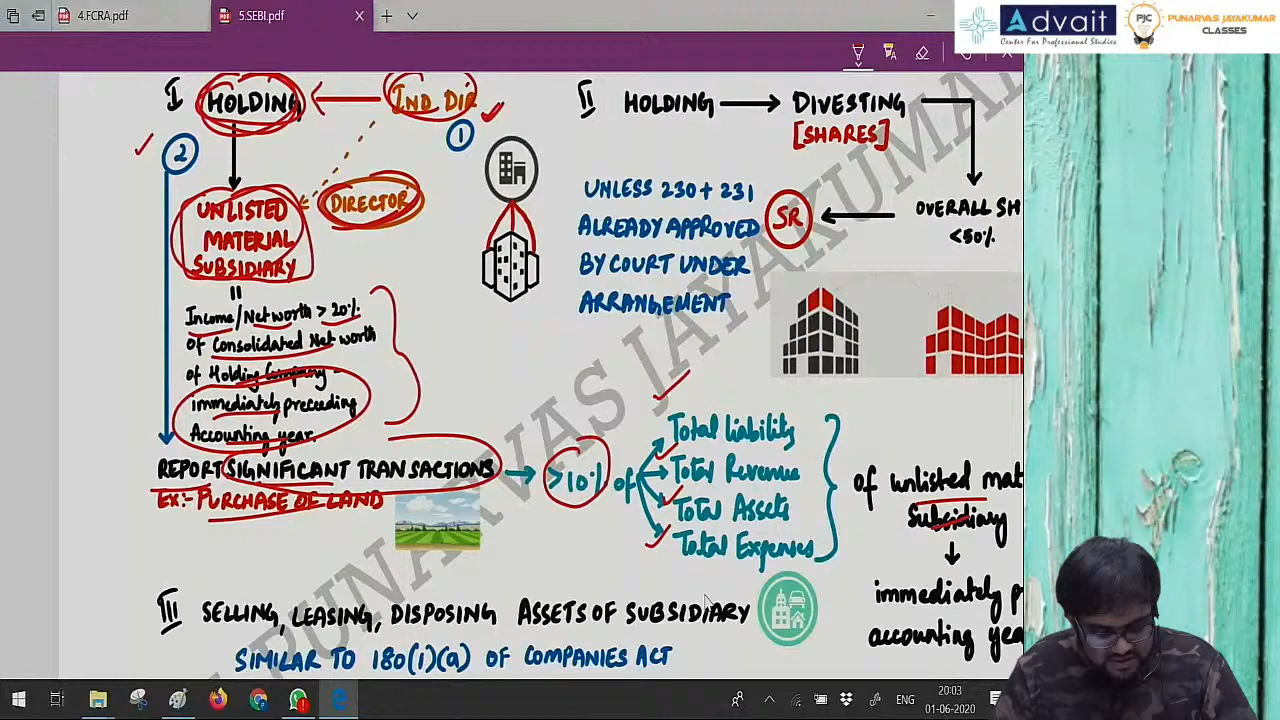 4.FCRA.pdf
5.SEBI.pdf
Advait
Center For Professional Studies
PJC
PUNARVAS JAYAKUMAR
CLASSES
I HOLDING
IND DIR
1
2
UNLISTED
MATERIAL
SUBSIDIARY
DIRECTOR
Income/Networth > 20%
of Consolidated Networth
of Holding Company
immediately preceding
Accounting year.
REPORT SIGNIFICANT TRANSACTIONS
EX:- PURCHASE OF LAND
>10% of
Total Liability
Total Revenue
Total Assets
Total Expenses
of unlisted mat
Subsidiary
immediately p
accounting yea
II HOLDING → DIVESTING
[SHARES]
OVERALL SH
<50%
SR
UNLESS 230+231
ALREADY APPROVED
BY COURT UNDER
ARRANGEMENT
III SELLING, LEASING, DISPOSING ASSETS OF SUBSIDIARY
SIMILAR TO 180(1)(a) OF COMPANIES ACT
PUNARVAS JAYAKUMAR
ENG
20:03
01-06-2020